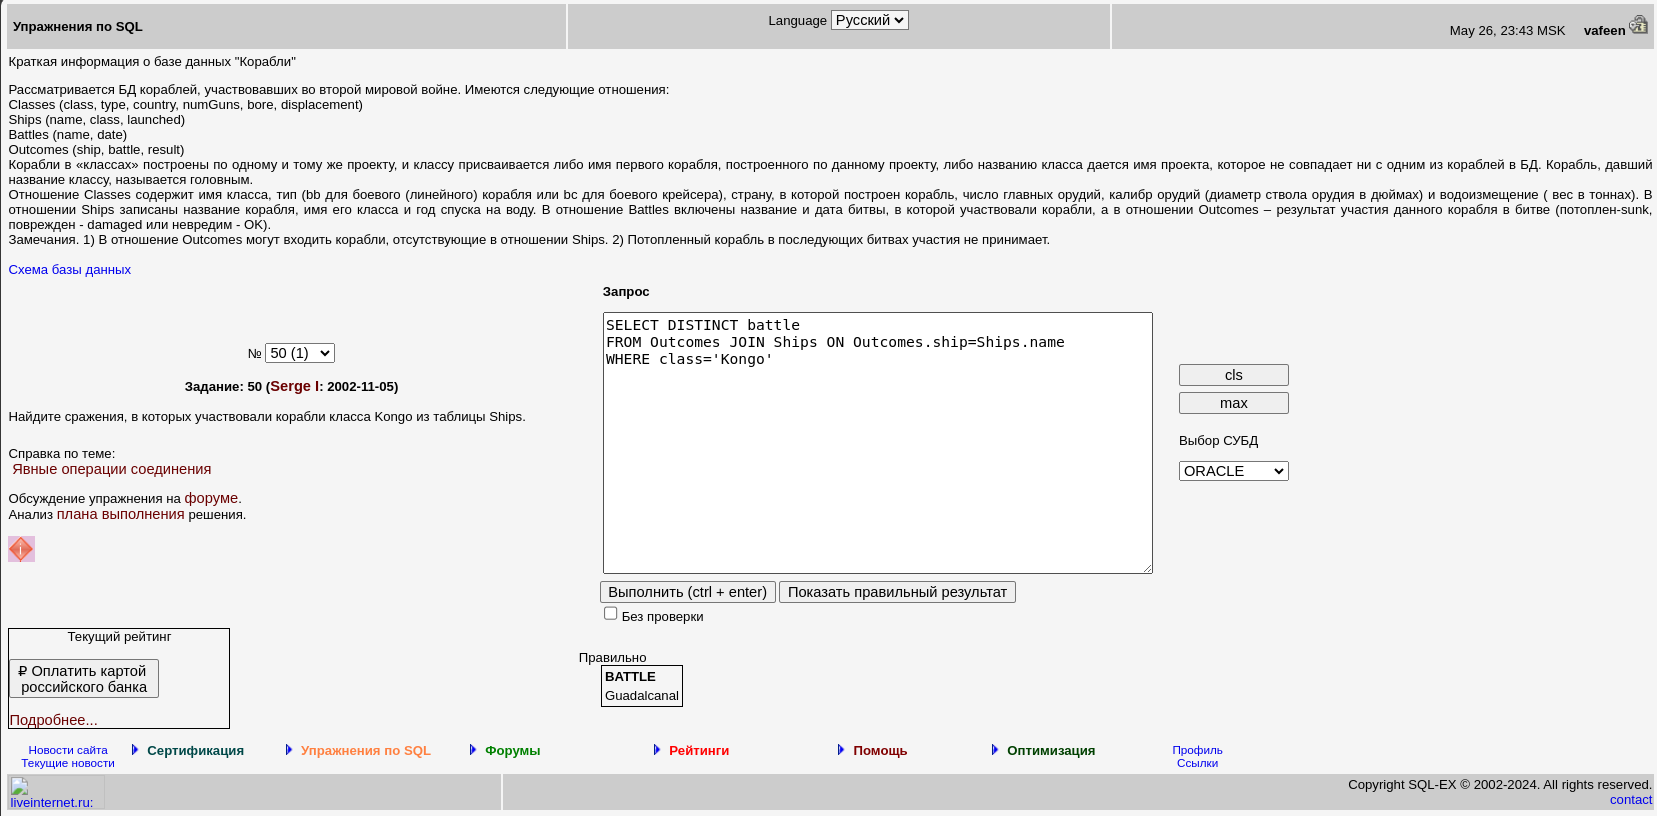 Упражнения по SQL
Language Русский
May 26, 23:43 MSK vafeen
Краткая информация о базе данных "Корабли"
Рассматривается БД кораблей, участвовавших во второй мировой войне. Имеются следующие отношения:
Classes (class, type, country, numGuns, bore, displacement)
Ships (name, class, launched)
Battles (name, date)
Outcomes (ship, battle, result)
Корабли в «классах» построены по одному и тому же проекту, и классу присваивается либо имя первого корабля, построенного по данному проекту, либо названию класса дается имя проекта, которое не совпадает ни с одним из кораблей в БД. Корабль, давший
название классу, называется головным.
Отношение Classes содержит имя класса, тип (bb для боевого (линейного) корабля или bc для боевого крейсера), страну, в которой построен корабль, число главных орудий, калибр орудий (диаметр ствола орудия в дюймах) и водоизмещение ( вес в тоннах). В
отношении Ships записаны название корабля, имя его класса и год спуска на воду. В отношение Battles включены название и дата битвы, в которой участвовали корабли, а в отношении Outcomes – результат участия данного корабля в битве (потоплен-sunk,
поврежден - damaged или невредим - OK).
Замечания. 1) В отношение Outcomes могут входить корабли, отсутствующие в отношении Ships. 2) Потопленный корабль в последующих битвах участия не принимает.
Схема базы данных
№ 50 (1)
Задание: 50 (Serge I: 2002-11-05)
Найдите сражения, в которых участвовали корабли класса Kongo из таблицы Ships.
Справка по теме:
Явные операции соединения
Обсуждение упражнения на форуме.
Анализ плана выполнения решения.
Запрос
SELECT DISTINCT battle
FROM Outcomes JOIN Ships ON Outcomes.ship=Ships.name
WHERE class='Kongo'
cls
max
Выбор СУБД
ORACLE
Выполнить (ctrl + enter) Показать правильный результат
Без проверки
Текущий рейтинг
₽ Оплатить картой
российского банка
Подробнее...
Правильно
BATTLE
Guadalcanal
Новости сайта
Текущие новости
Сертификация
Упражнения по SQL
Форумы
Рейтинги
Помощь
Оптимизация
Профиль
Ссылки
liveinternet.ru:
Copyright SQL-EX © 2002-2024. All rights reserved.
contact